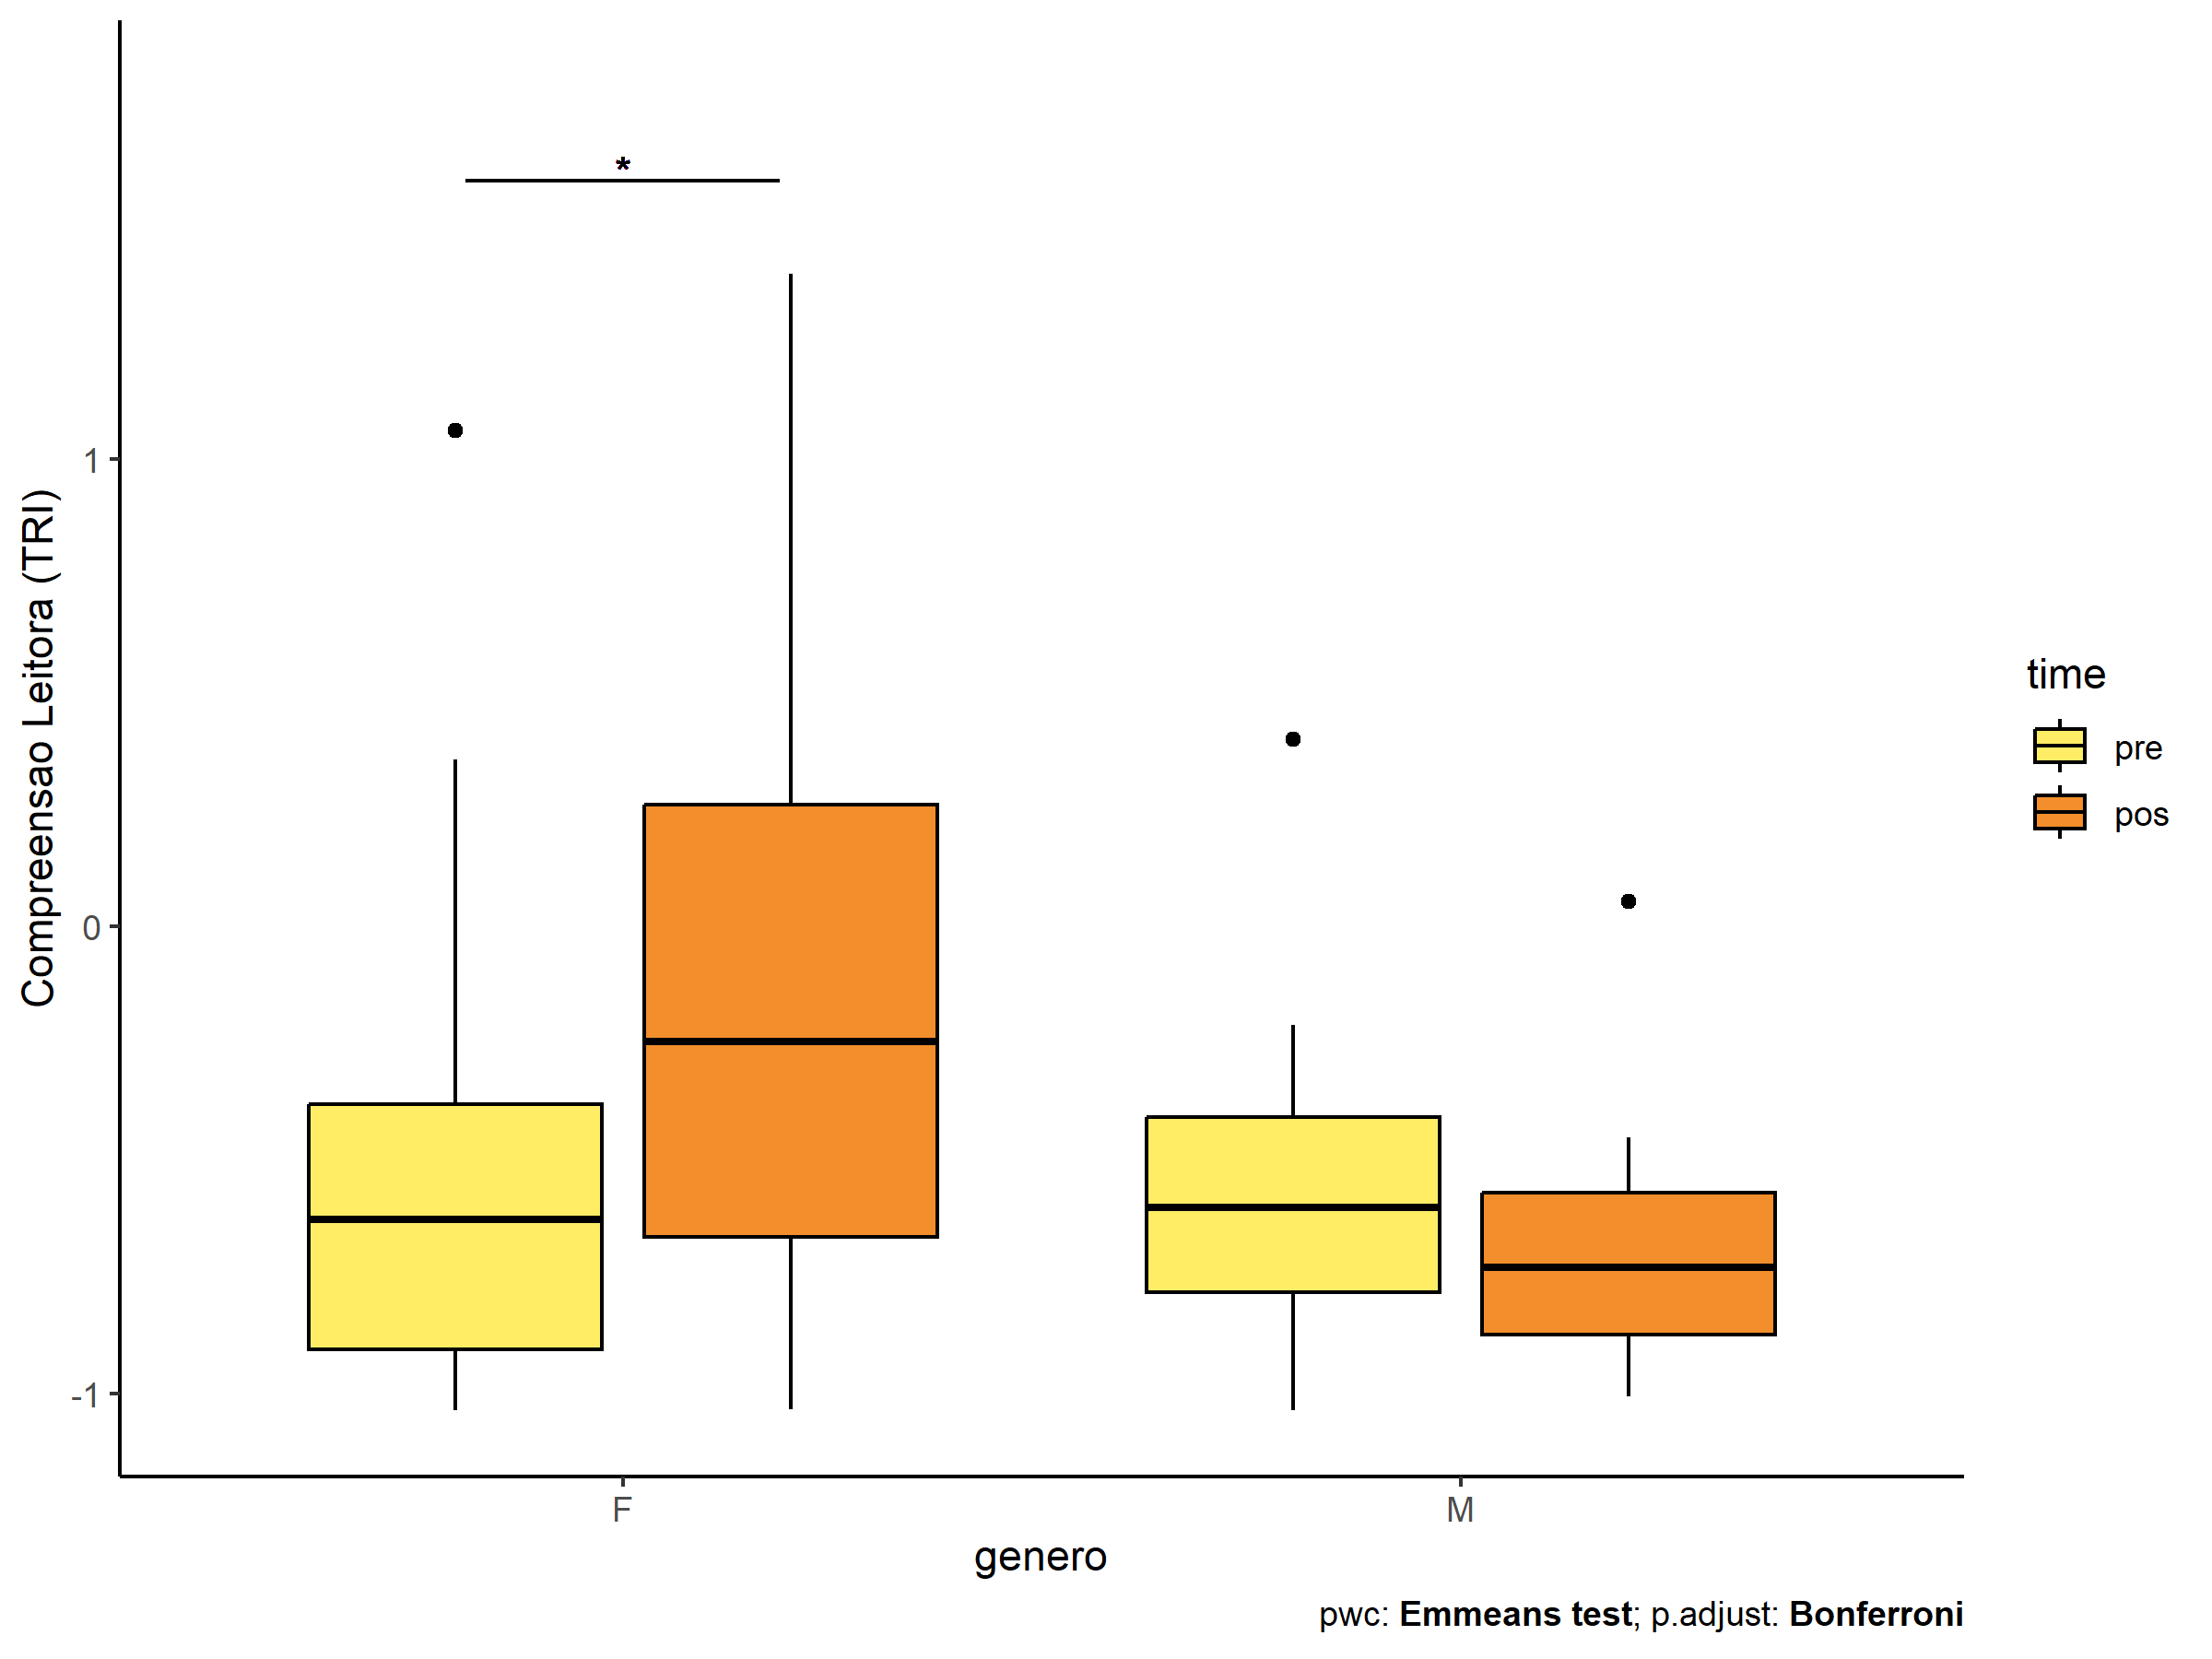 *
Compreensao Leitora (TRI)
1
0
-1
F
M
genero
time
pre
pos
pwc: Emmeans test; p.adjust: Bonferroni